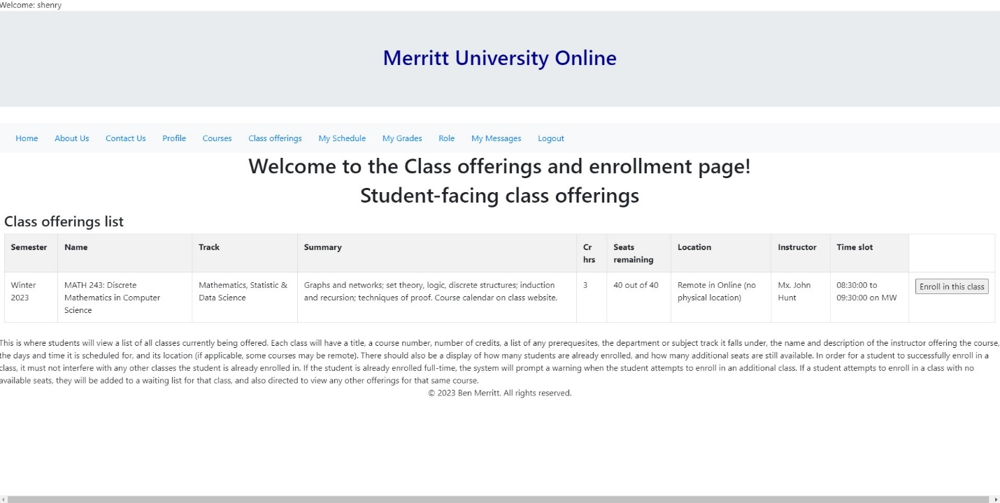 Welcome: shenry
Merritt University Online
Home About Us Contact Us Profile Courses Class offerings My Schedule My Grades Role My Messages Logout
Welcome to the Class offerings and enrollment page!
Student-facing class offerings
Class offerings list
Semester Name Track Summary Cr hrs Seats remaining Location Instructor Time slot
Winter 2023 MATH 243: Discrete Mathematics in Computer Science Mathematics, Statistic & Data Science Graphs and networks; set theory, logic, discrete structures; induction and recursion; techniques of proof. Course calendar on class website. 3 40 out of 40 Remote in Online (no physical location) Mx. John Hunt 08:30:00 to 09:30:00 on MW Enroll in this class
This is where students will view a list of all classes currently being offered. Each class will have a title, a course number, number of credits, a list of any prerequesites, the department or subject track it falls under, the name and description of the instructor offering the course,
the days and time it is scheduled for, and its location (if applicable, some courses may be remote). There should also be a display of how many students are already enrolled, and how many additional seats are still available. In order for a student to successfully enroll in a
class, it must not interfere with any other classes the student is already enrolled in. If the student is already enrolled full-time, the system will prompt a warning when the student attempts to enroll in an additional class. If a student attempts to enroll in a class with no
available seats, they will be added to a waiting list for that class, and also directed to view any other offerings for that same course.
© 2023 Ben Merritt. All rights reserved.